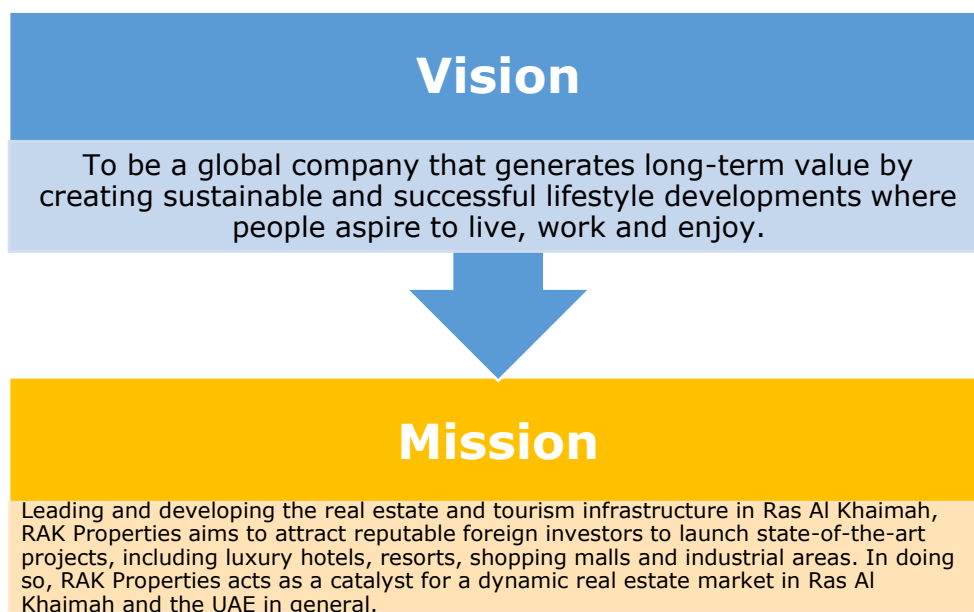 Vision
To be a global company that generates long-term value by
creating sustainable and successful lifestyle developments where
people aspire to live, work and enjoy.
Mission
Leading and developing the real estate and tourism infrastructure in Ras Al Khaimah,
RAK Properties aims to attract reputable foreign investors to launch state-of-the-art
projects, including luxury hotels, resorts, shopping malls and industrial areas. In doing
so, RAK Properties acts as a catalyst for a dynamic real estate market in Ras Al
Khaimah and the UAE in general.